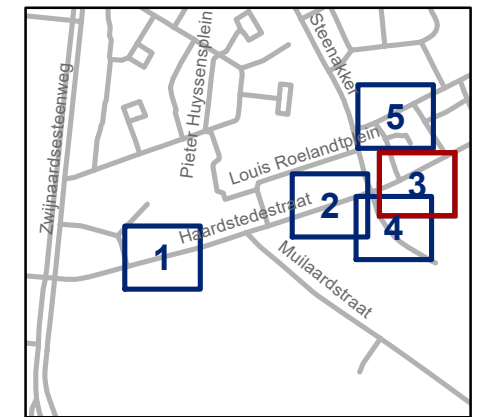 Steenakker
Pieter Huyssensplein
Zwijnaardsesteenweg
5
Louis Roelandtplein
3
2
Haardstedestraat
4
1
Muilaardstraat